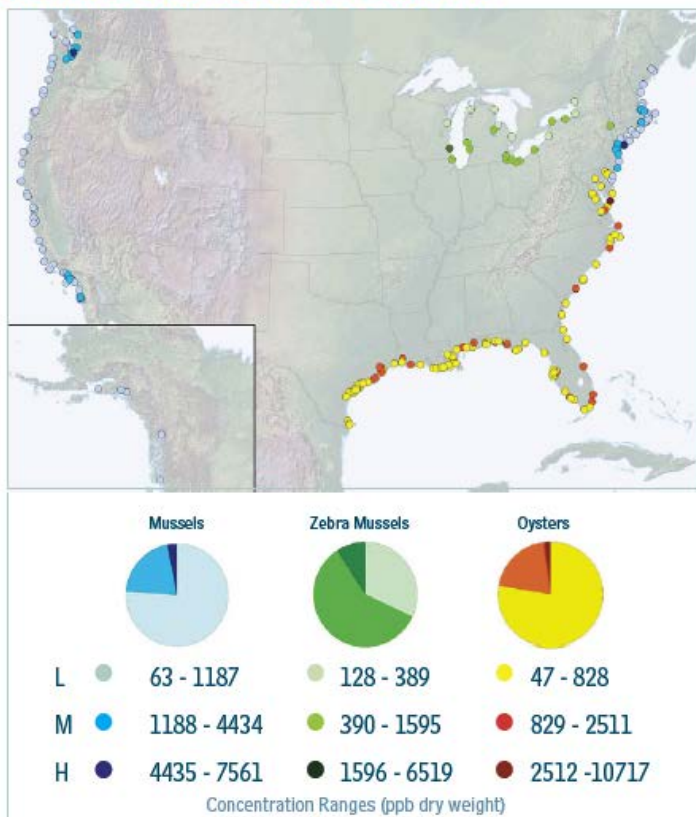 Mussels Zebra Mussels Oysters
L 63 - 1187 128 - 389 47 - 828
M 1188 - 4434 390 - 1595 829 - 2511
H 4435 - 7561 1596 - 6519 2512 -10717
Concentration Ranges (ppb dry weight)